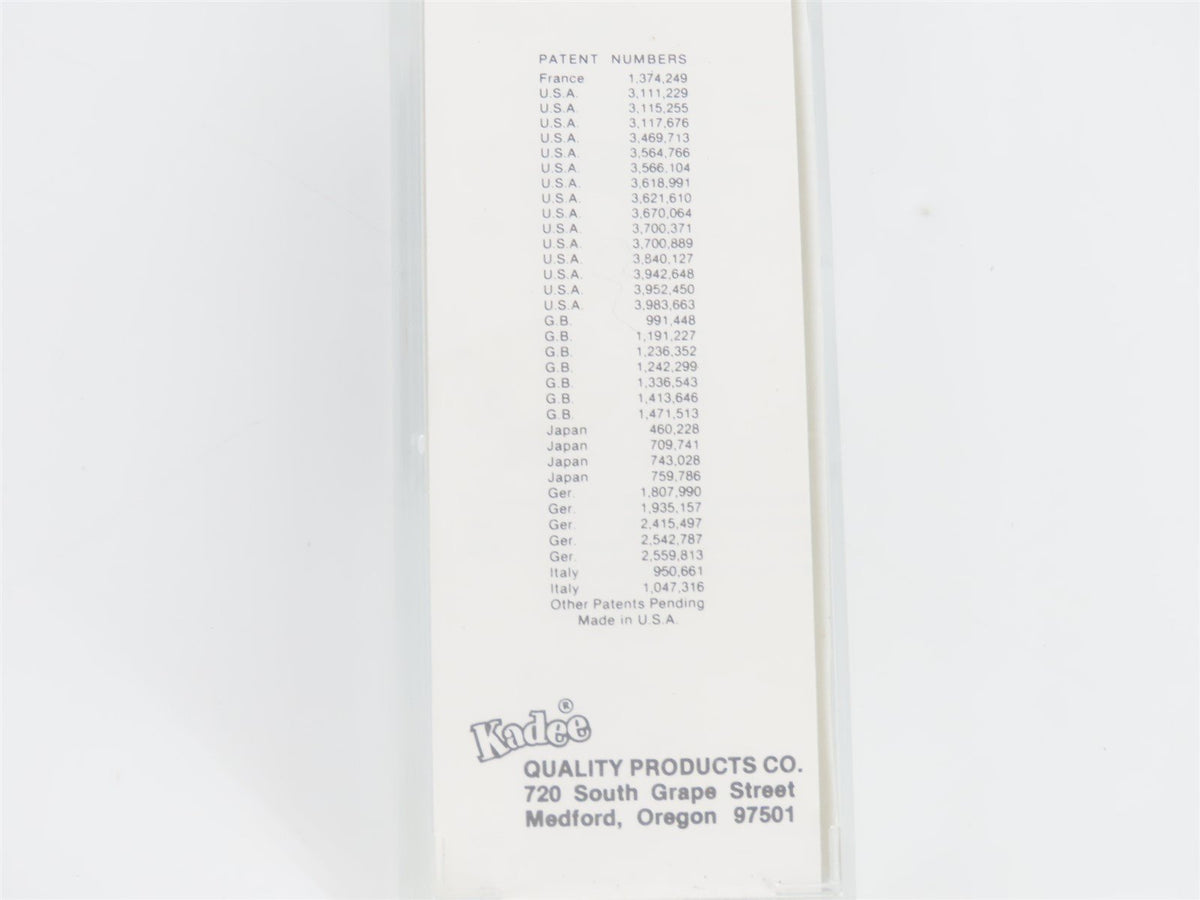 PATENT NUMBERS
France 1,374,249
U.S.A. 3,111,229
U.S.A. 3,115,255
U.S.A. 3,117,676
U.S.A. 3,469,713
U.S.A. 3,564,766
U.S.A. 3,566,104
U.S.A. 3,618,991
U.S.A. 3,621,610
U.S.A. 3,670,064
U.S.A. 3,700,371
U.S.A. 3,700,889
U.S.A. 3,840,127
U.S.A. 3,942,648
U.S.A. 3,952,450
U.S.A. 3,983,663
G.B. 991,448
G.B. 1,191,227
G.B. 1,236,352
G.B. 1,242,299
G.B. 1,336,543
G.B. 1,413,646
G.B. 1,471,513
Japan 460,228
Japan 709,741
Japan 743,028
Japan 759,786
Ger. 1,807,990
Ger. 1,935,157
Ger. 2,415,497
Ger. 2,542,787
Ger. 2,559,813
Italy 950,661
Italy 1,047,316
Other Patents Pending
Made in U.S.A.
Kadee®
QUALITY PRODUCTS CO.
720 South Grape Street
Medford, Oregon 97501